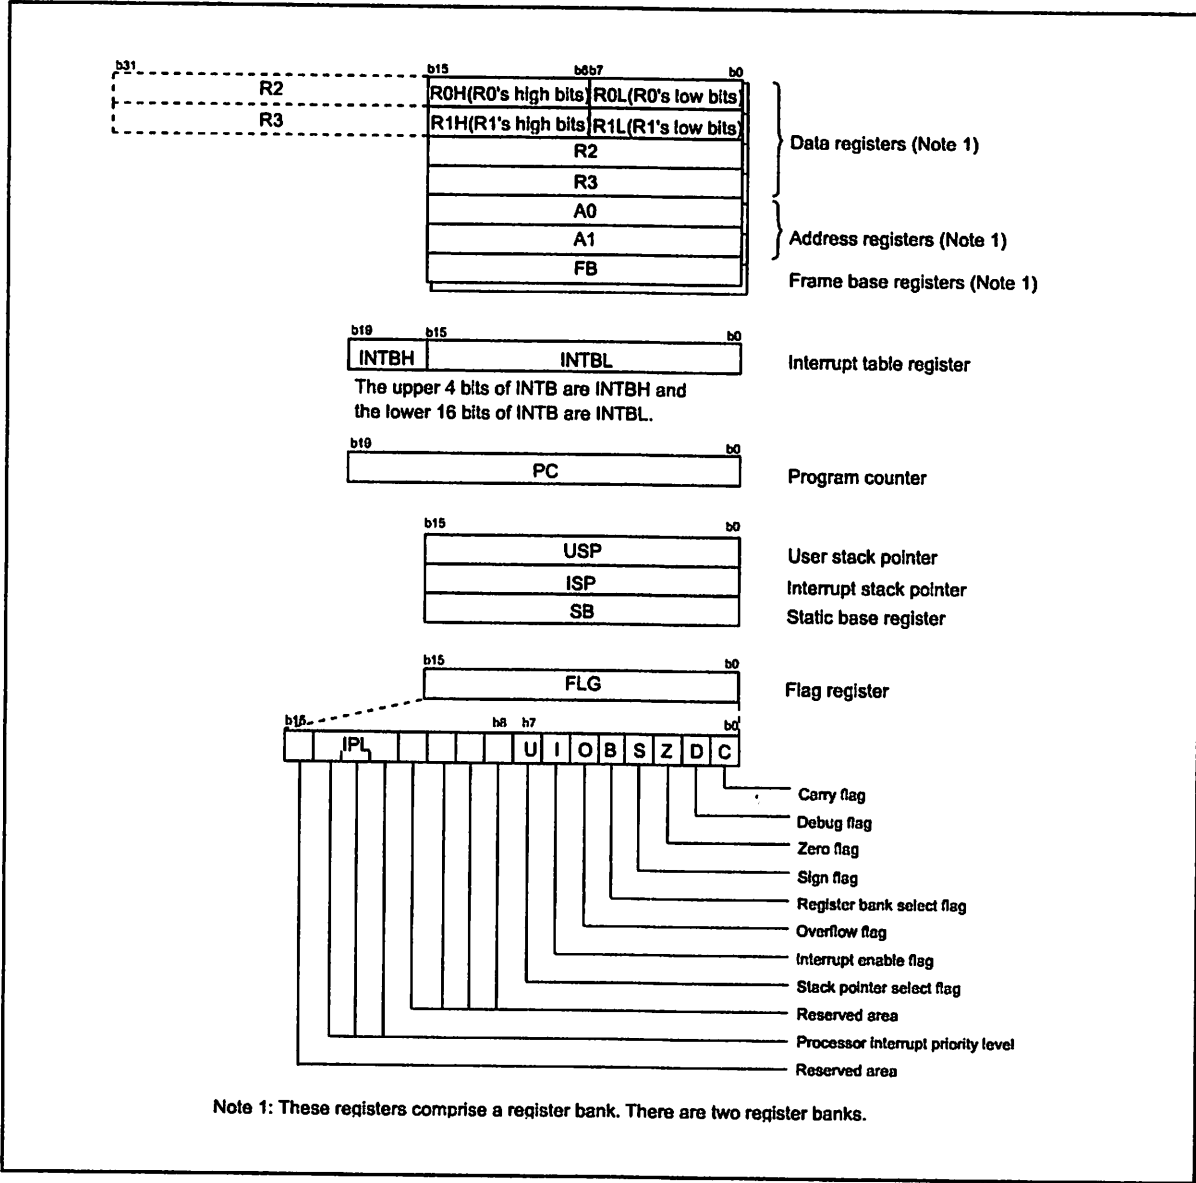 b31 b15 b8b7 b0
R2 R0H(R0's high bits) R0L(R0's low bits)
R3 R1H(R1's high bits) R1L(R1's low bits)
Data registers (Note 1)
R2
R3
A0
A1
Address registers (Note 1)
FB
Frame base registers (Note 1)
b19 b15 b0
INTBH INTBL
Interrupt table register
The upper 4 bits of INTB are INTBH and
the lower 16 bits of INTB are INTBL.
b19 b0
PC
Program counter
b15 b0
USP
User stack pointer
ISP
Interrupt stack pointer
SB
Static base register
b15 b0
FLG
Flag register
b15 b8 b7 b0
IPL U I O B S Z D C
Carry flag
Debug flag
Zero flag
Sign flag
Register bank select flag
Overflow flag
Interrupt enable flag
Stack pointer select flag
Reserved area
Processor interrupt priority level
Reserved area
Note 1: These registers comprise a register bank. There are two register banks.